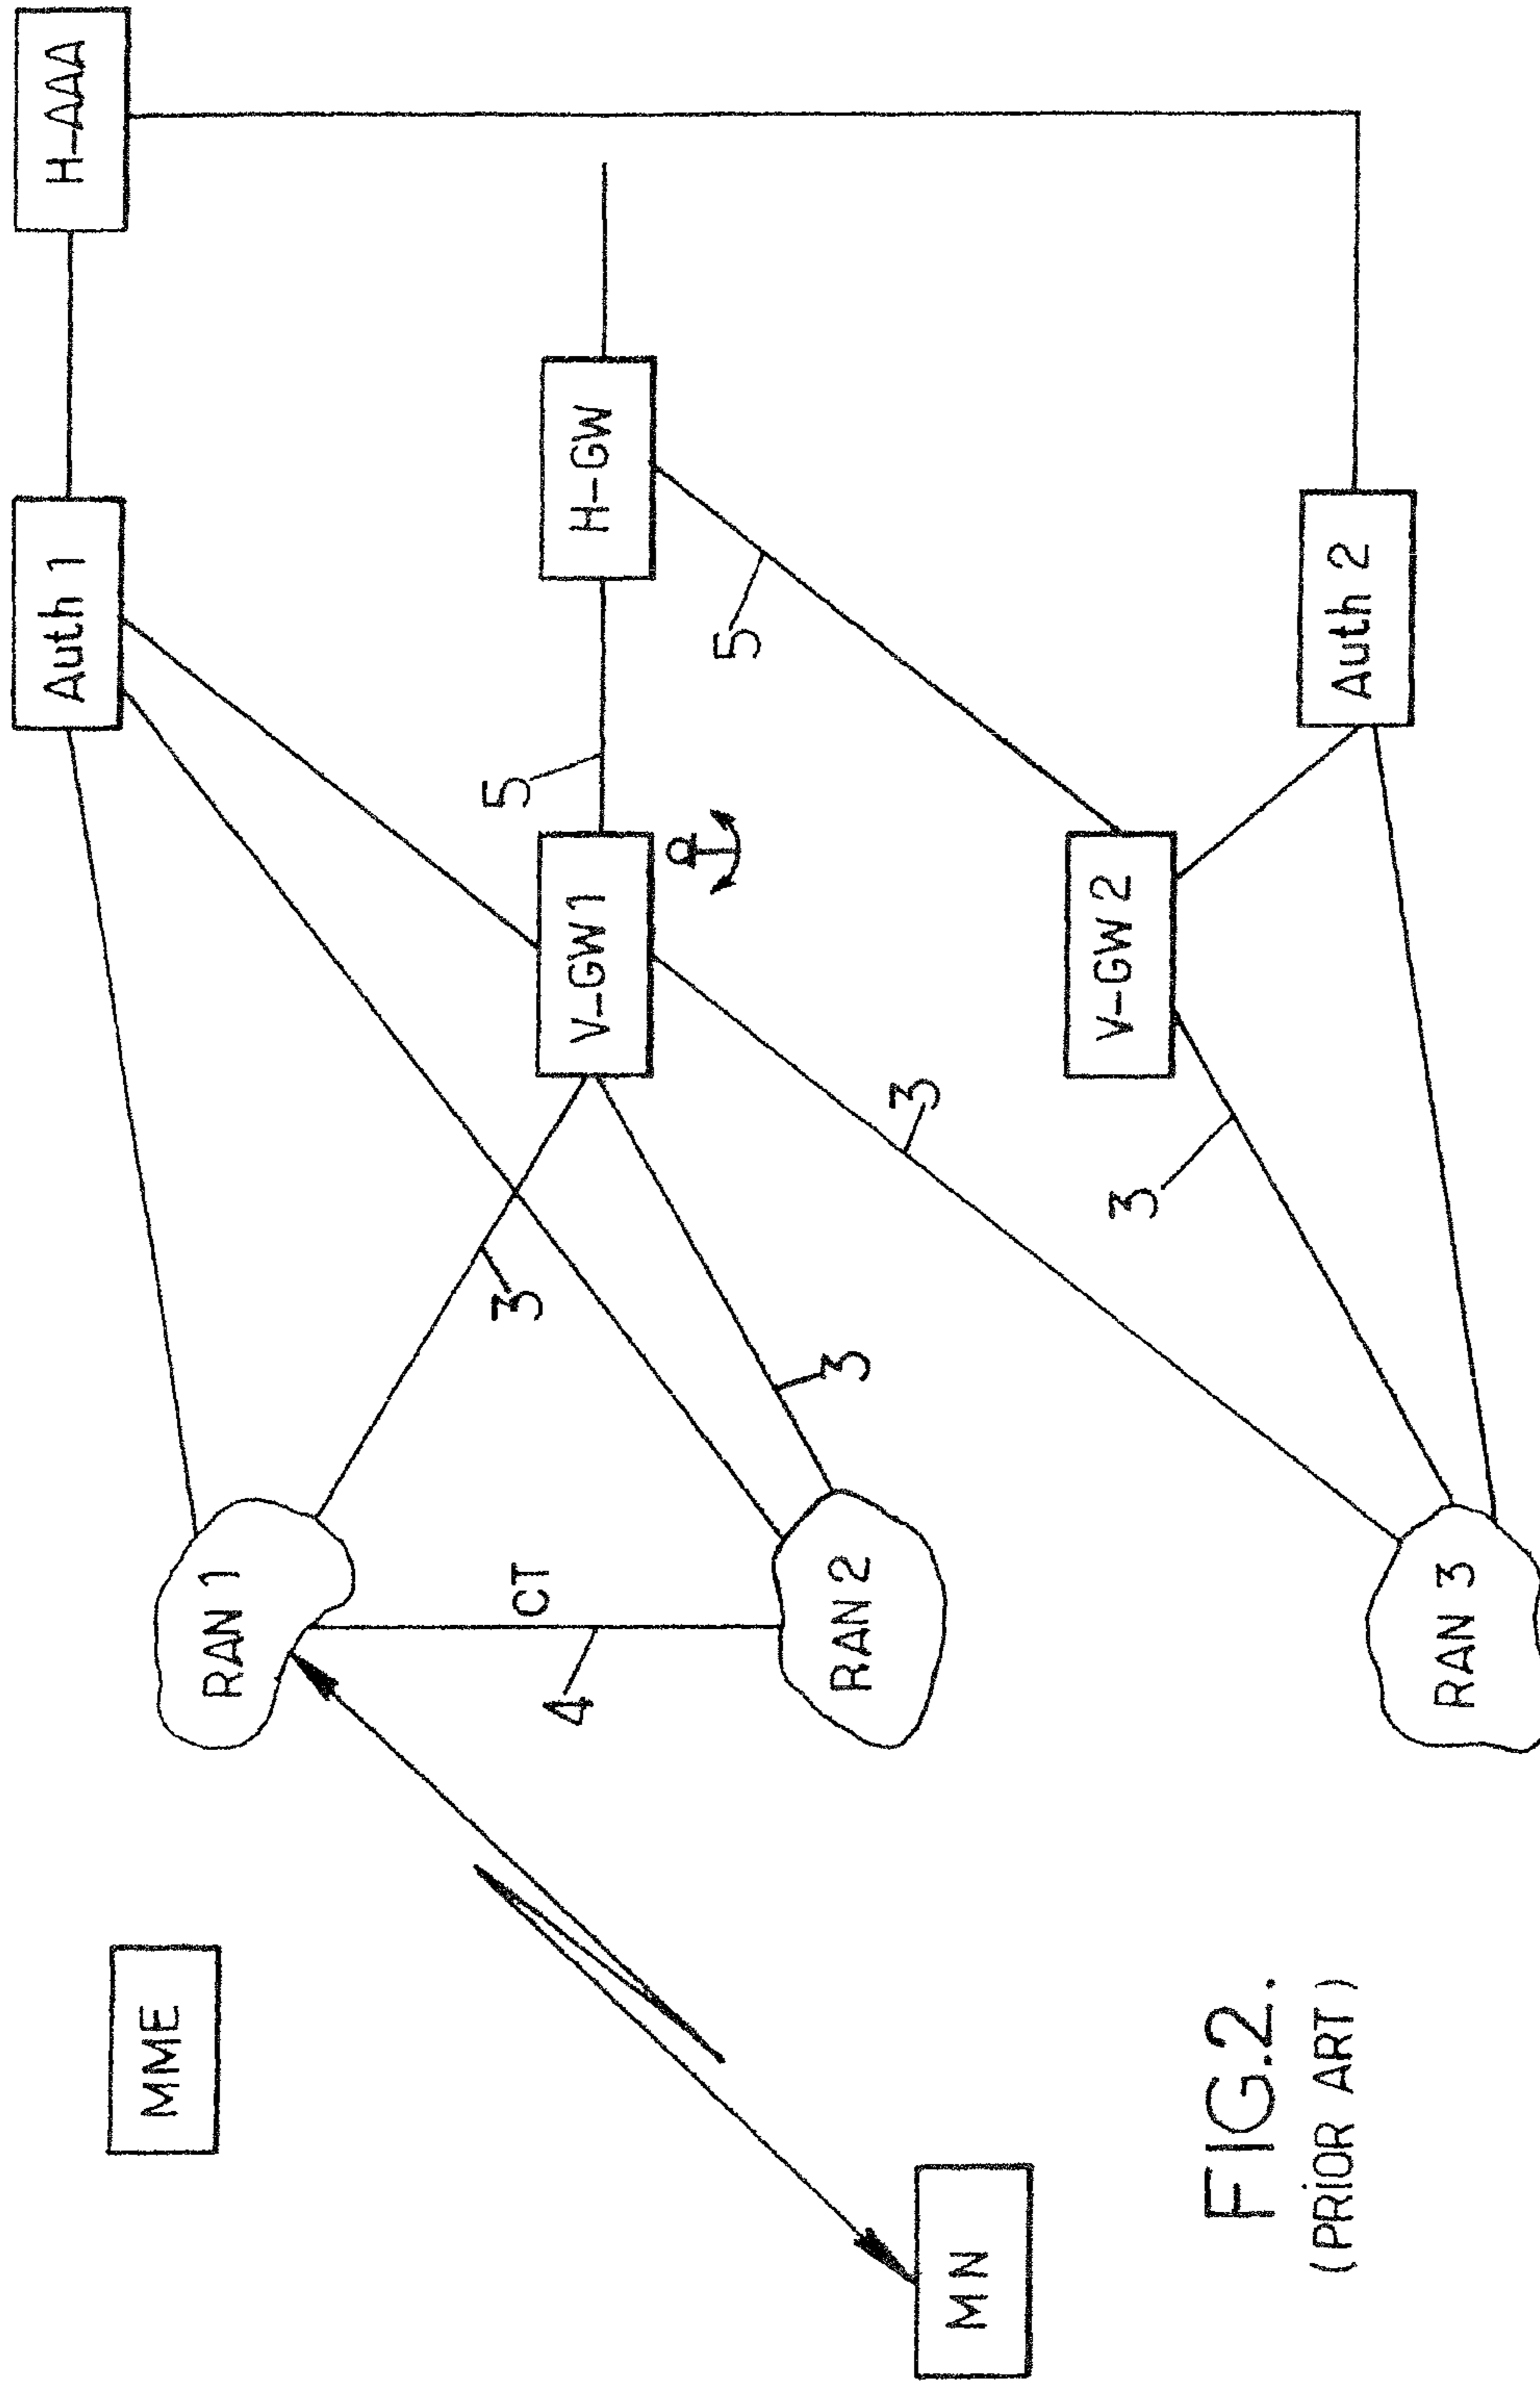 MME
RAN 1
Auth 1
H-AAA
3
5
CT
4
V-GW 1
H-GW
5
3
RAN 2
3
MN
V-GW 2
3
Auth 2
RAN 3
FIG.2.
(PRIOR ART)